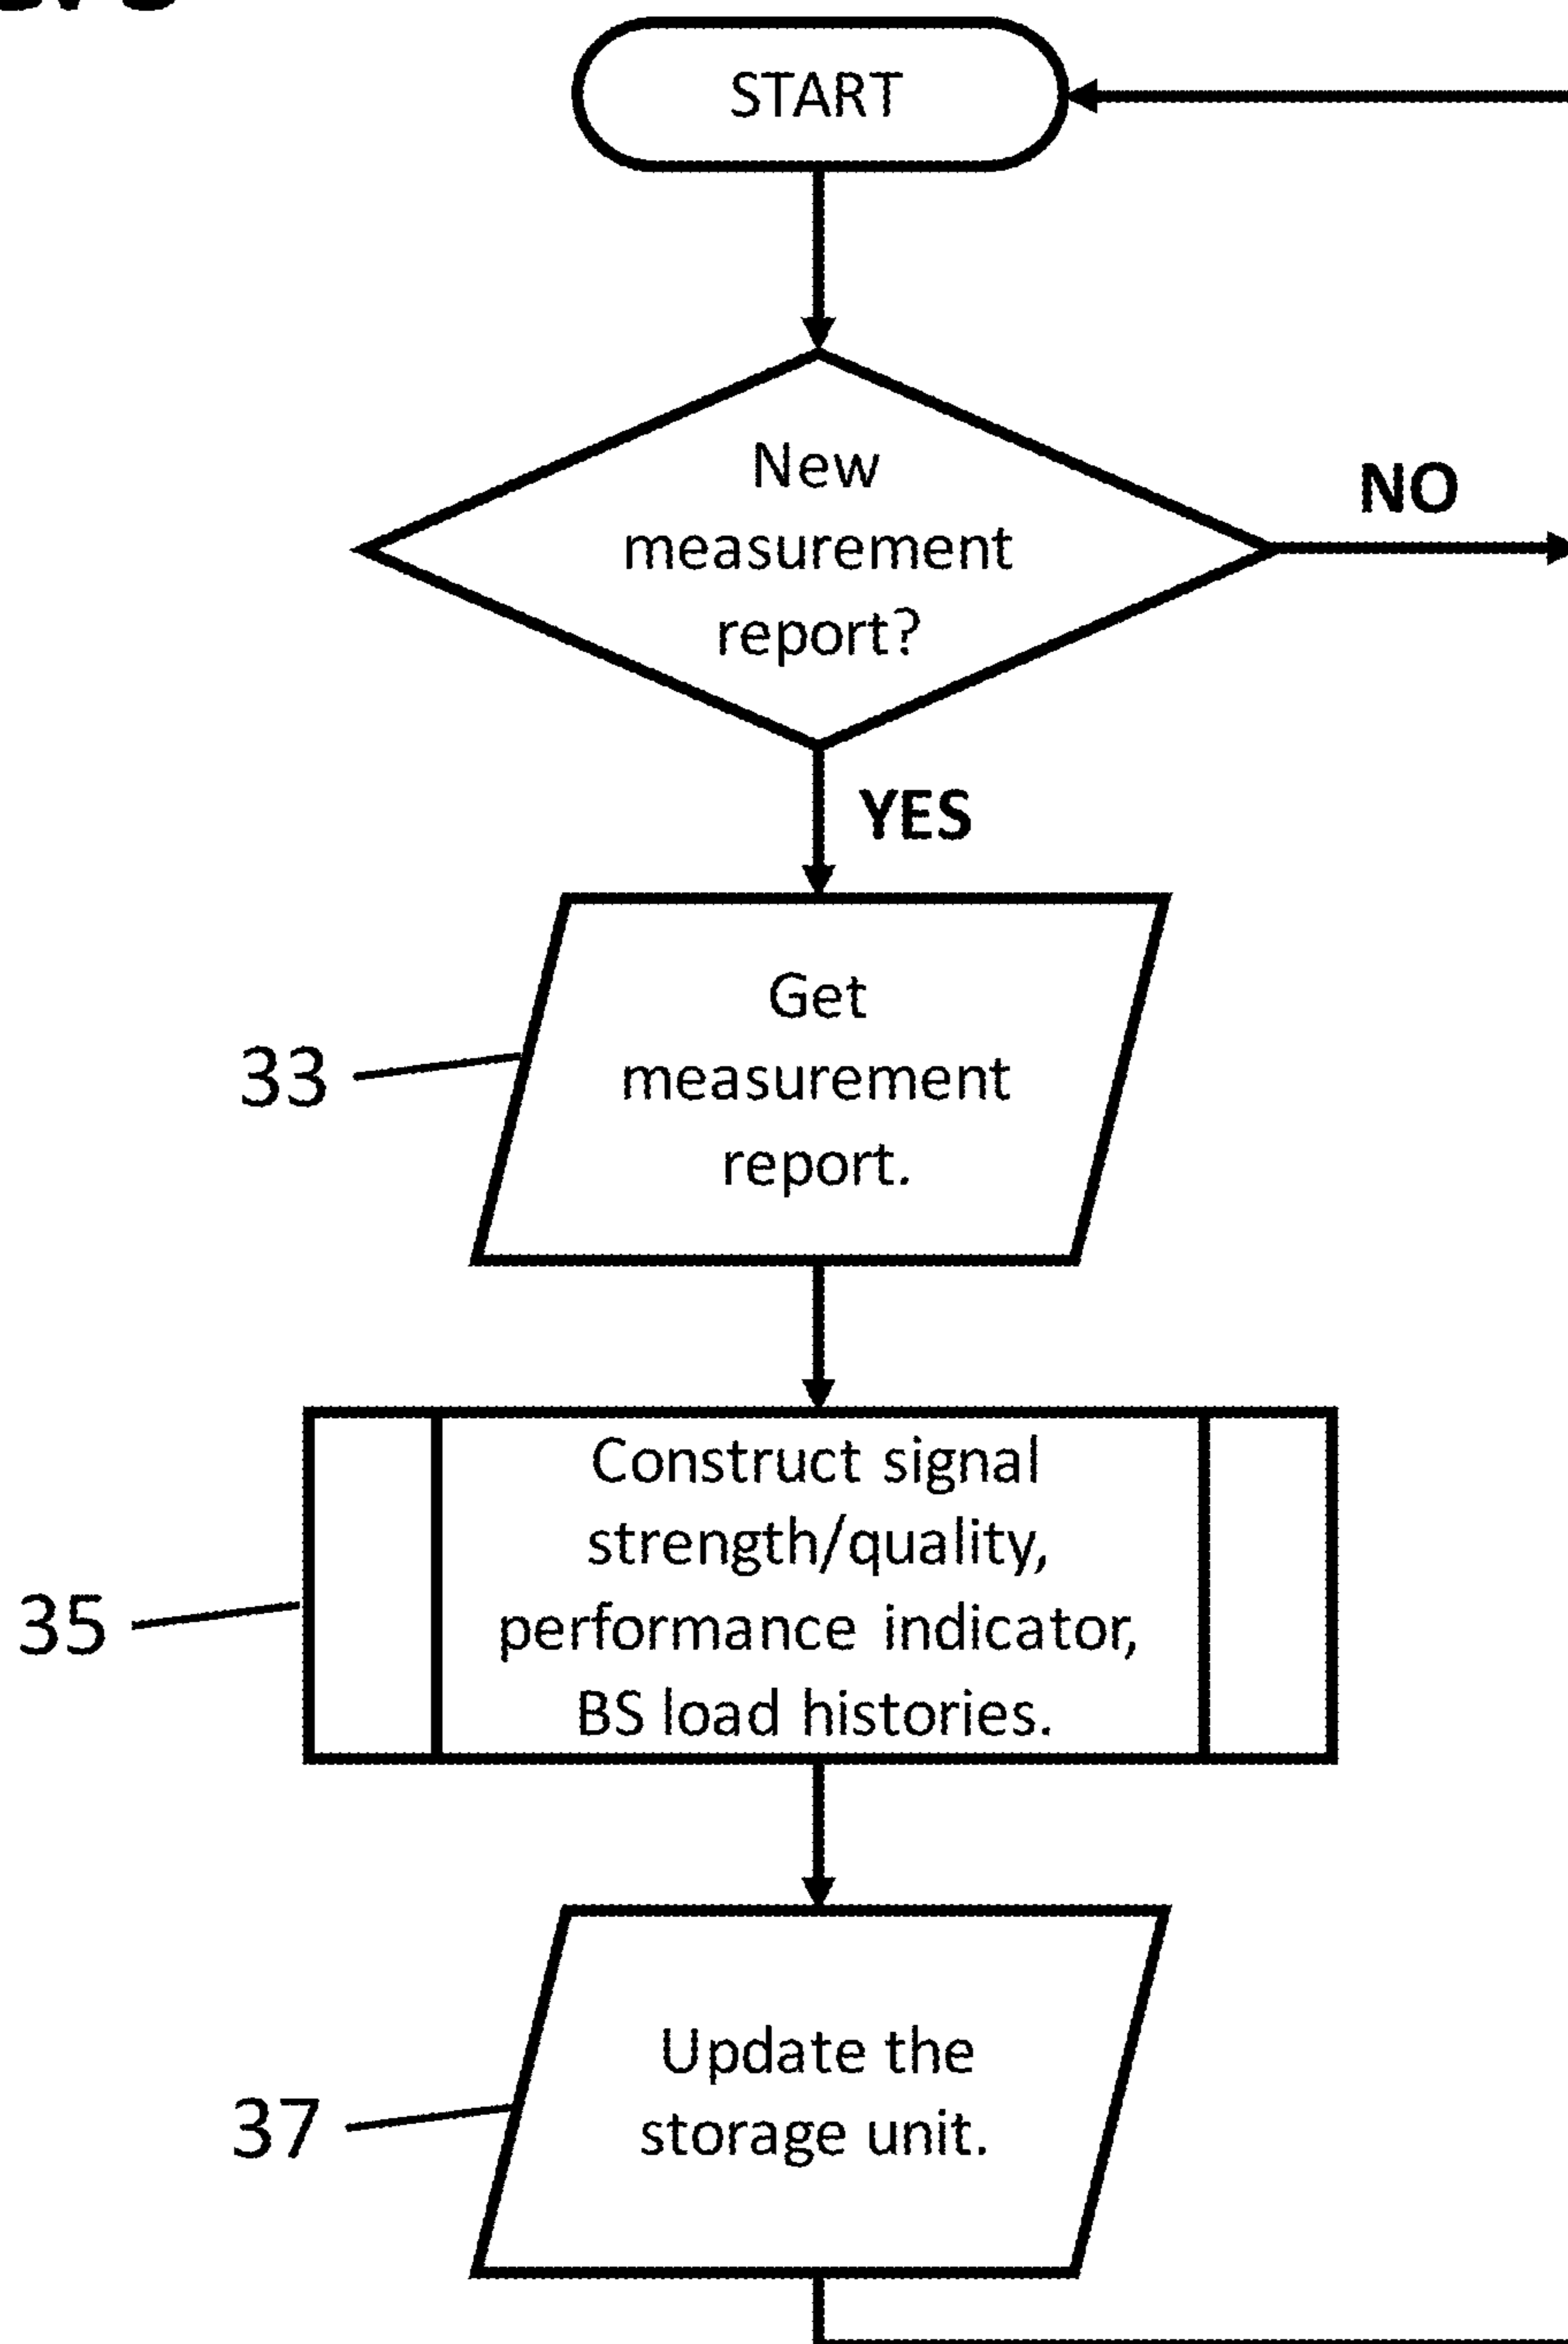 START
New
measurement
report?
NO
YES
Get
measurement
report.
33
Construct signal
strength/quality,
performance indicator,
BS load histories.
35
Update the
storage unit.
37